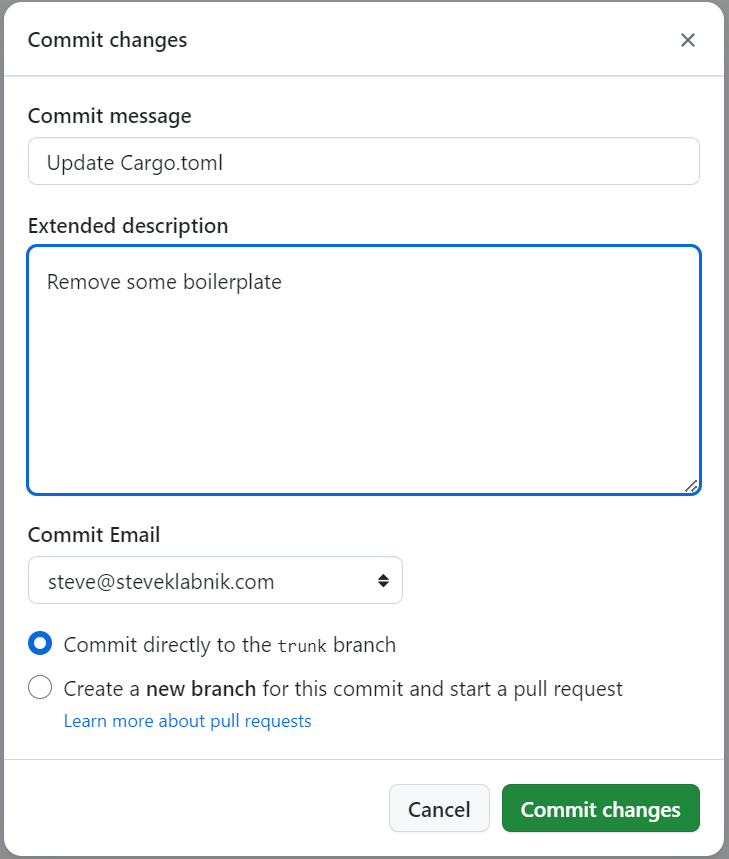 Commit changes
Commit message
Update Cargo.toml
Extended description
Remove some boilerplate
Commit Email
steve@steveklabnik.com
Commit directly to the trunk branch
Create a new branch for this commit and start a pull request
Learn more about pull requests
Cancel
Commit changes